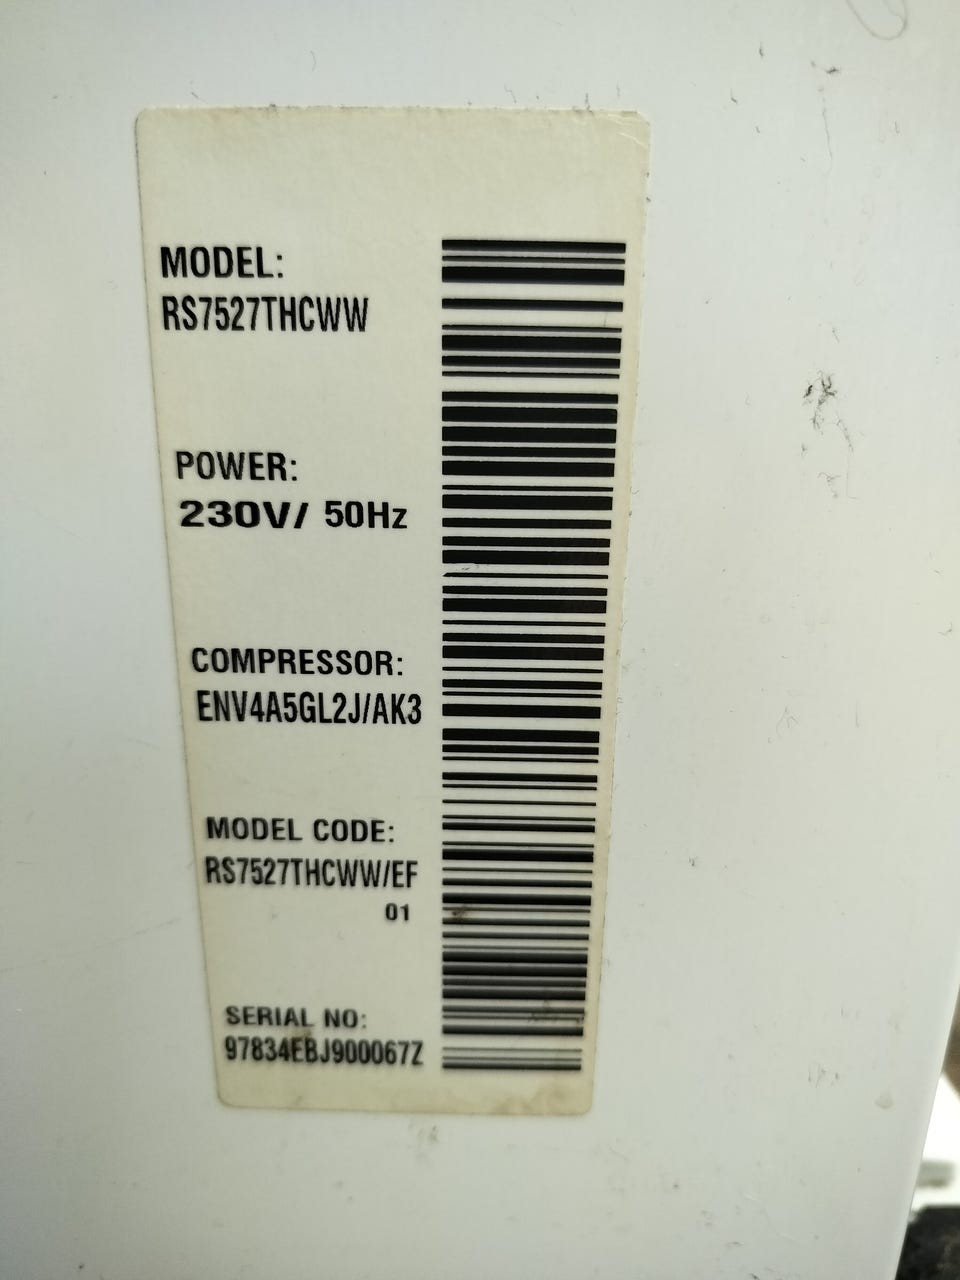 MODEL:
RS7527THCWW
POWER:
230V/ 50Hz
COMPRESSOR:
ENV4A5GL2J/AK3
MODEL CODE:
RS7527THCWW/EF
01
SERIAL NO:
97834EBJ900067Z